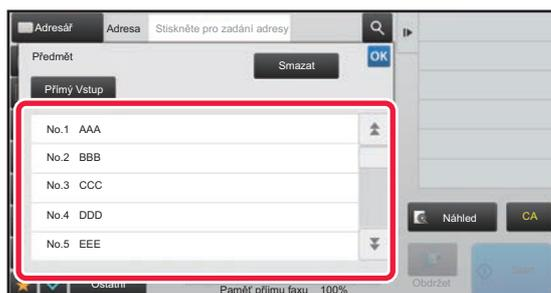 Adresář Adresa Stiskněte pro zadání adresy
Předmět Smazat OK
Přímý Vstup
No.1 AAA
No.2 BBB
No.3 CCC
No.4 DDD
No.5 EEE
Náhled CA
Ostatní Paměť příjmu faxu 100% Obdržet Start